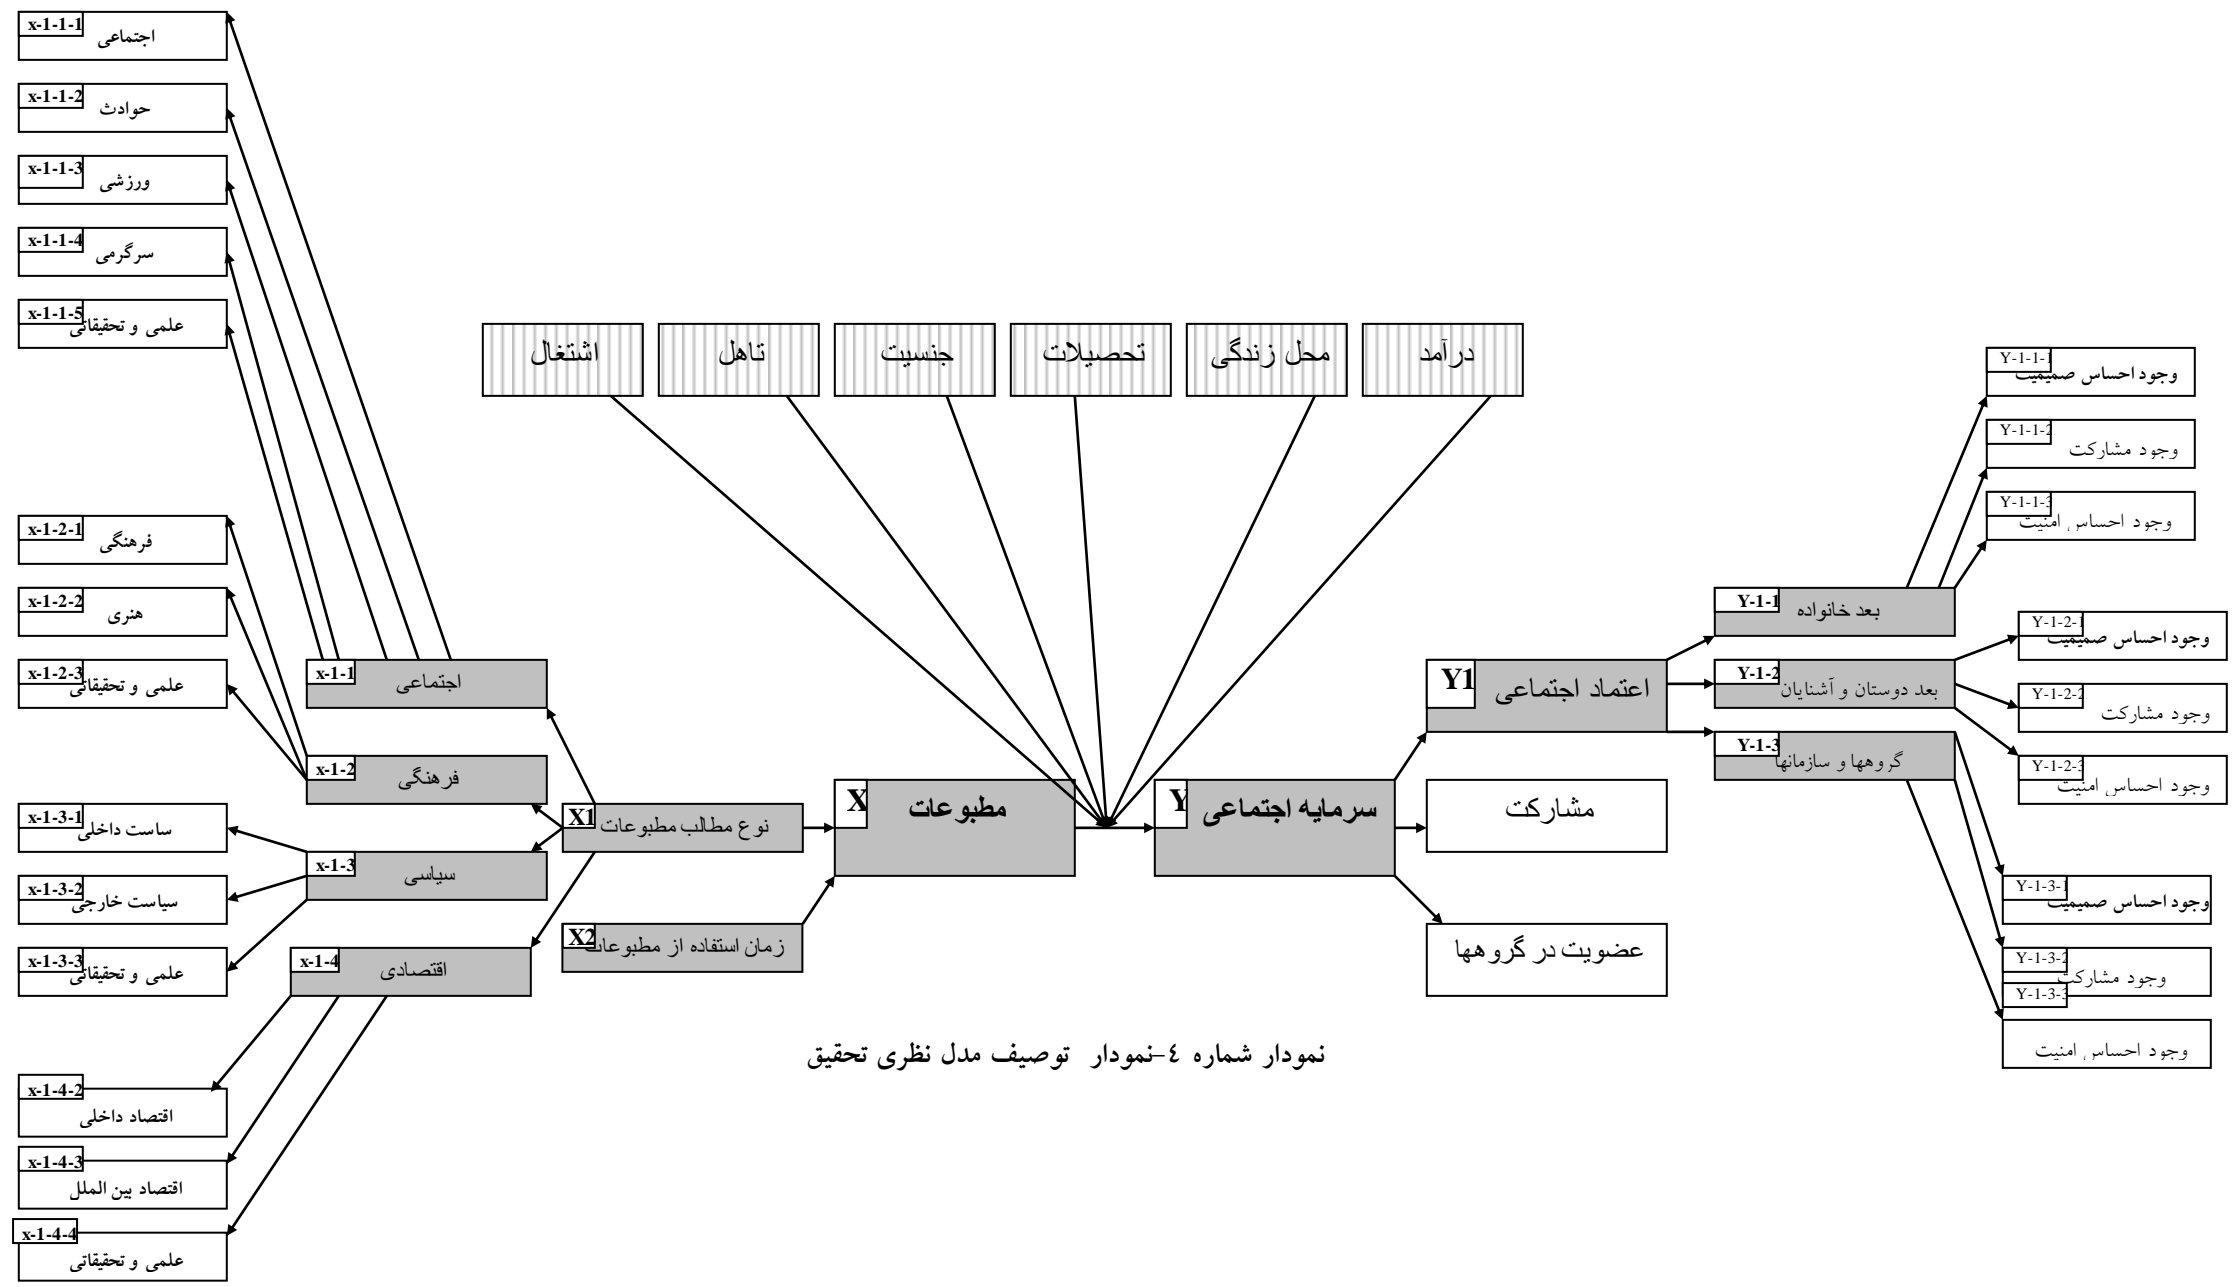 x-1-1-1
اجتماعی
x-1-1-2
حوادث
x-1-1-3
ورزشی
x-1-1-4
سرگرمی
x-1-1-5
علمی و تحقیقاتی
x-1-2-1
فرهنگی
x-1-2-2
هنری
x-1-2-3
علمی و تحقیقاتی
x-1-3-1
ساست داخلی
x-1-3-2
سیاست خارجی
x-1-3-3
علمی و تحقیقاتی
x-1-4-2
اقتصاد داخلی
x-1-4-3
اقتصاد بین الملل
x-1-4-4
علمی و تحقیقاتی
x-1-1
اجتماعی
x-1-2
فرهنگی
x-1-3
سیاسی
x-1-4
اقتصادی
اشتغال
تاهل
جنسیت
تحصیلات
محل زندگی
درآمد
X1
نوع مطالب مطبوعات
X2
زمان استفاده از مطبوعات
X
مطبوعات
Y
سرمایه اجتماعی
Y1
اعتماد اجتماعی
مشارکت
عضویت در گروهها
Y-1-1
بعد خانواده
Y-1-2
بعد دوستان و آشنایان
Y-1-3
گروهها و سازمانها
Y-1-1-1
وجود احساس صمیمیت
Y-1-1-2
وجود مشارکت
Y-1-1-3
وجود احساس امنیت
Y-1-2-1
وجود احساس صمیمیت
Y-1-2-2
وجود مشارکت
Y-1-2-3
وجود احساس امنیت
Y-1-3-1
وجود احساس صمیمیت
Y-1-3-2
وجود مشارکت
Y-1-3-3
وجود احساس امنیت
نمودار شماره ٤-نمودار توصیف مدل نظری تحقیق